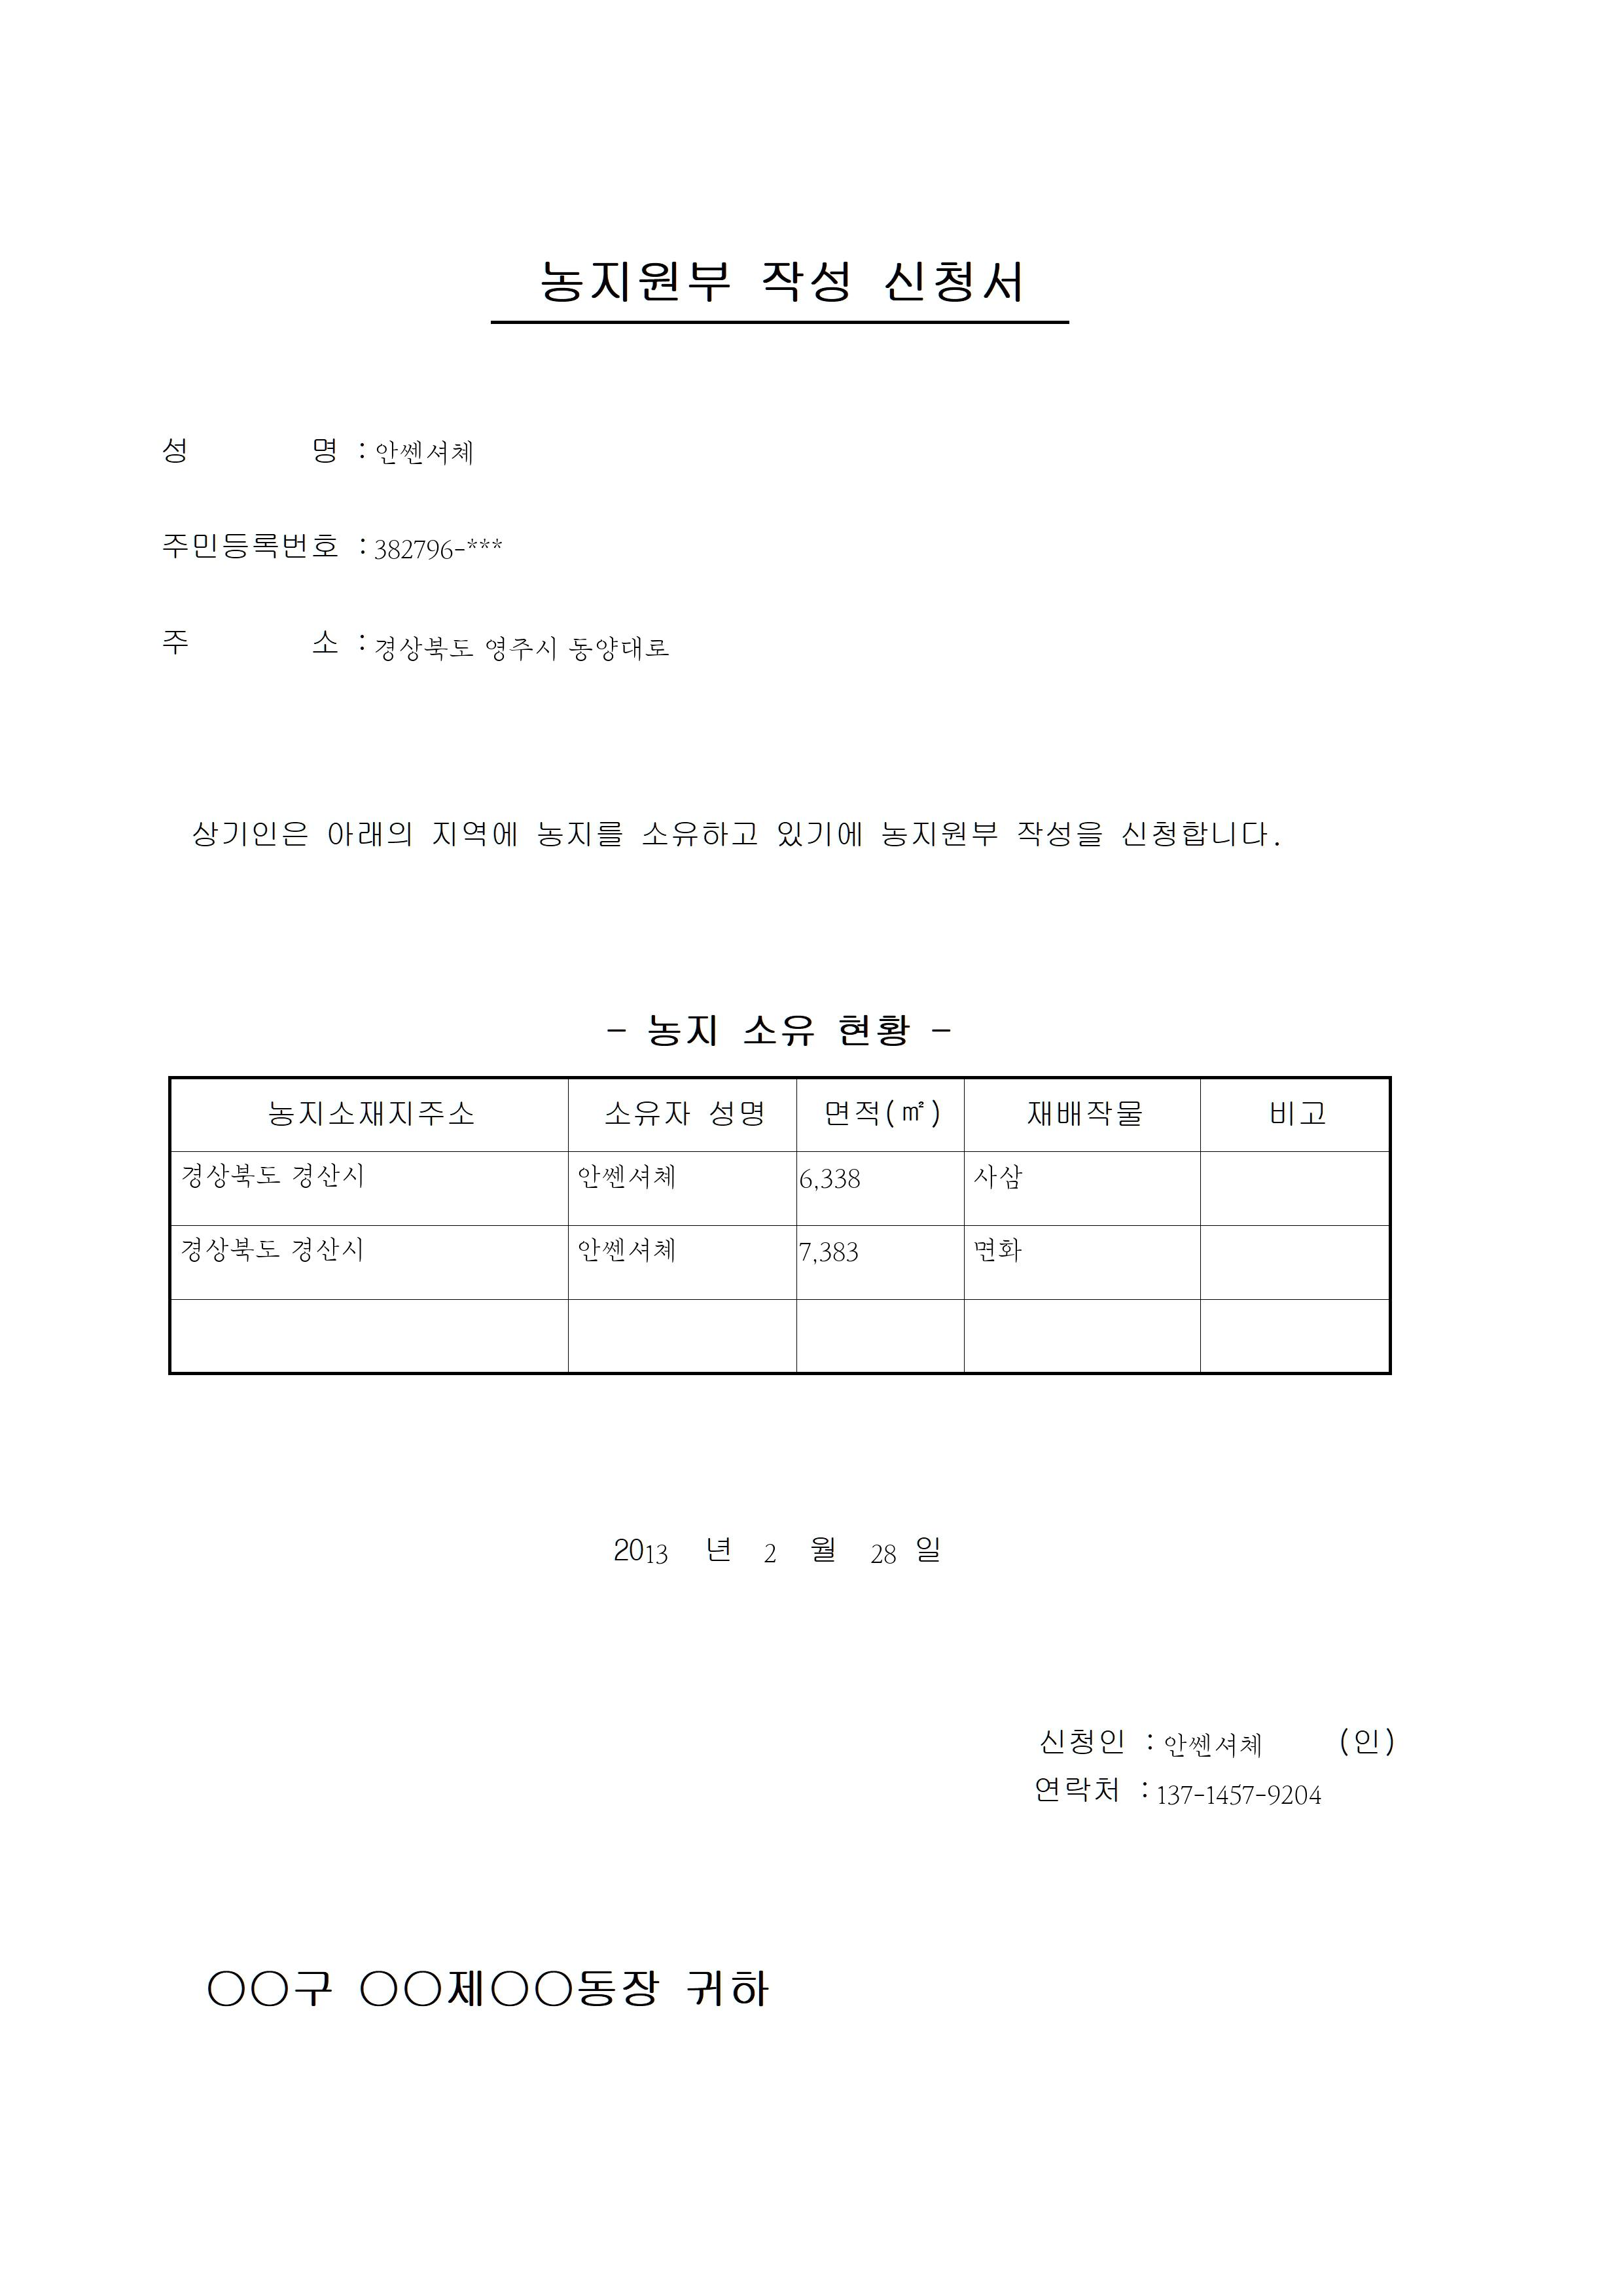 농지원부 작성 신청서
성 명 : 안쎈셔체
주민등록번호 : 382796-***
주 소 : 경상북도 영주시 동양대로
상기인은 아래의 지역에 농지를 소유하고 있기에 농지원부 작성을 신청합니다.
- 농지 소유 현황 -
농지소재지주소 소유자 성명 면적(㎡) 재배작물 비고
경상북도 경산시 안쎈셔체 6,338 사삼
경상북도 경산시 안쎈셔체 7,383 면화
2013 년 2 월 28 일
신청인 : 안쎈셔체 (인)
연락처 : 137-1457-9204
○○구 ○○제○○동장 귀하